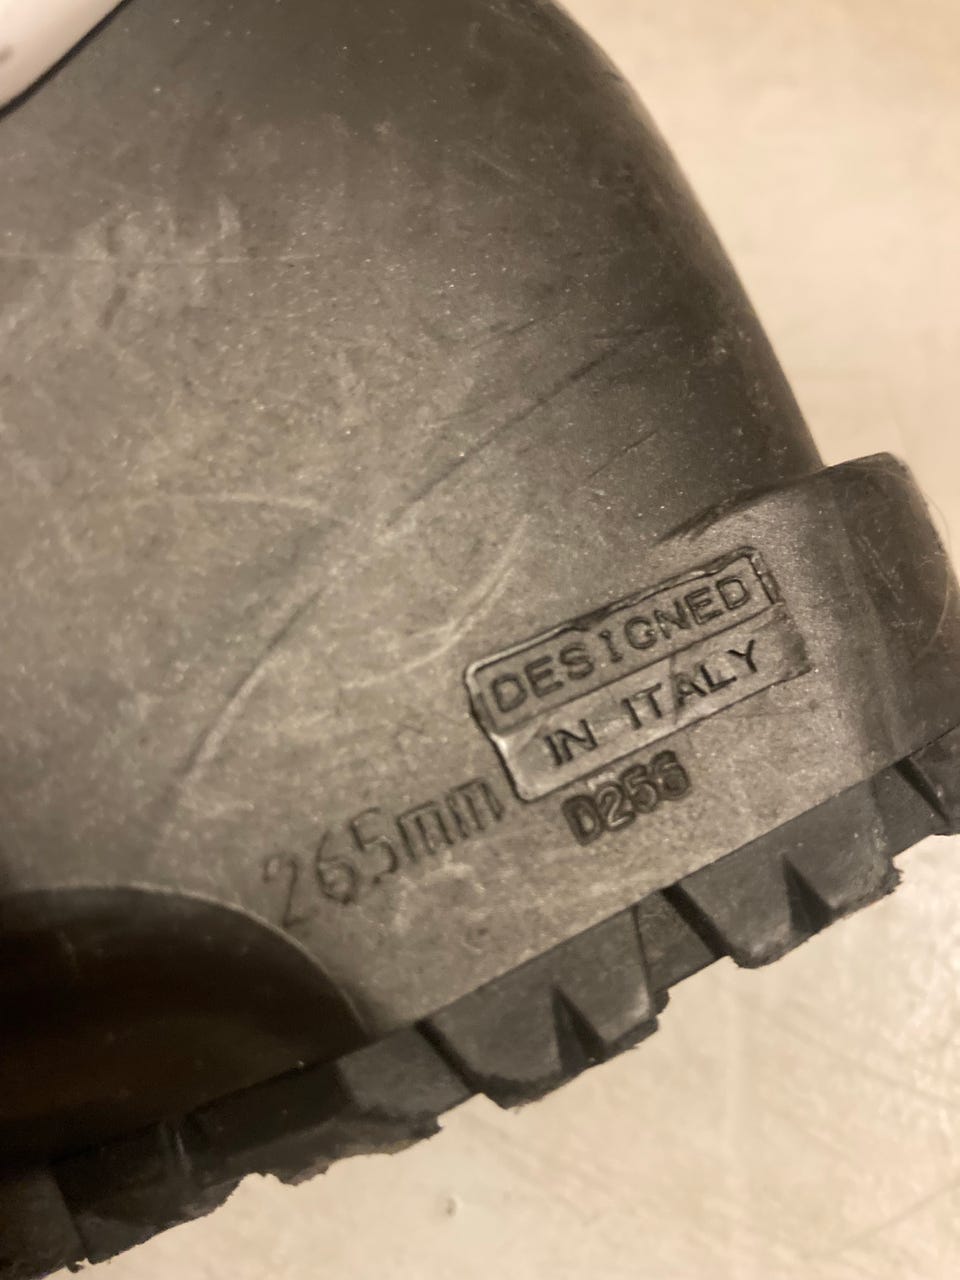 DESIGNED
IN ITALY
D256
265mm